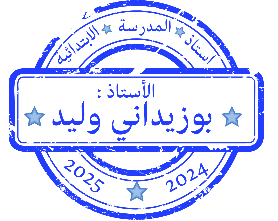 أستاذ المدرسة الابتدائية
الأستاذ :
بوزيداني وليد
2025 2024